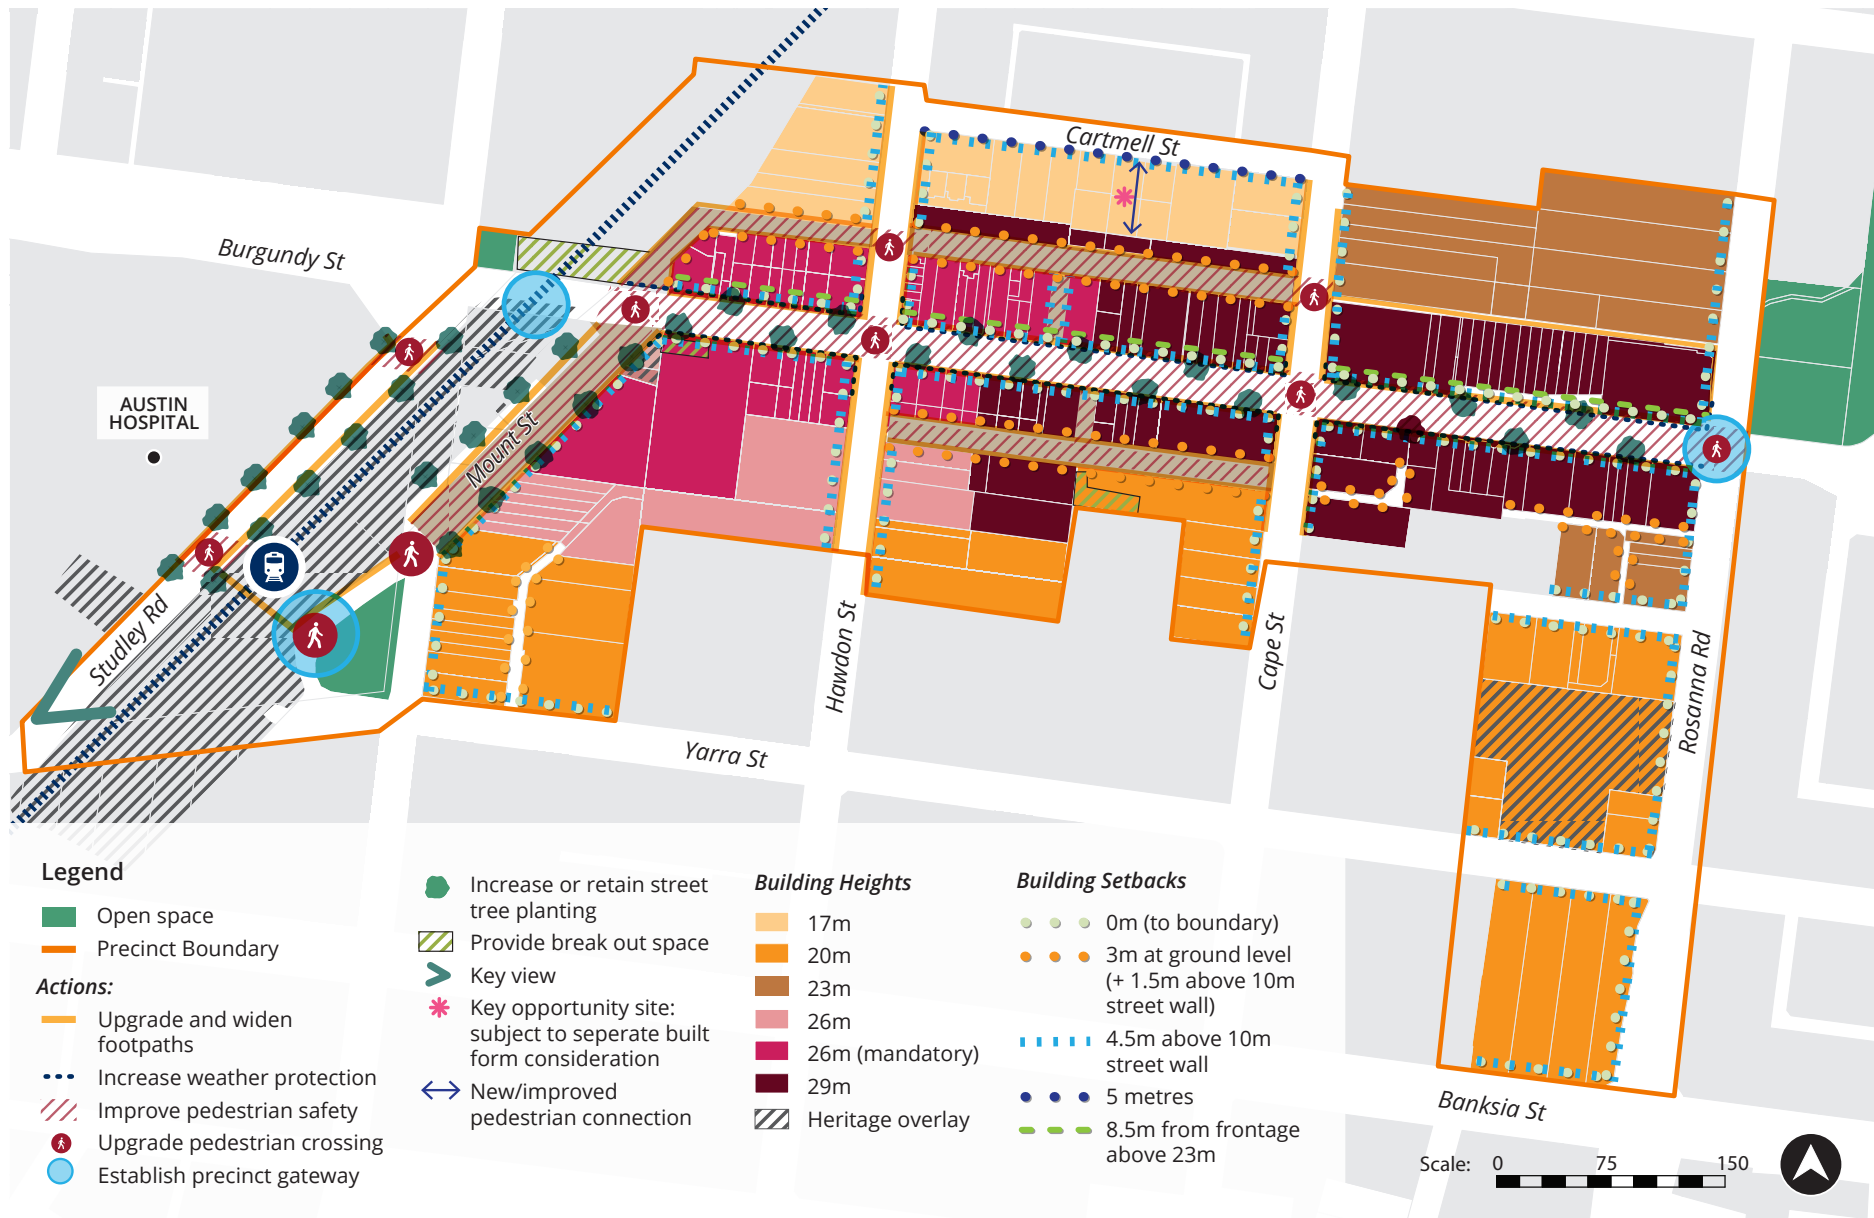 Cartmell St
Burgundy St
AUSTIN
HOSPITAL
Mount St
Studley Rd
Hawdon St
Cape St
Rosanna Rd
Yarra St
Banksia St
Legend
Open space
Precinct Boundary
Actions:
Upgrade and widen
footpaths
Increase weather protection
Improve pedestrian safety
Upgrade pedestrian crossing
Establish precinct gateway
Increase or retain street
tree planting
Provide break out space
Key view
Key opportunity site:
subject to seperate built
form consideration
New/improved
pedestrian connection
Building Heights
17m
20m
23m
26m
26m (mandatory)
29m
Heritage overlay
Building Setbacks
0m (to boundary)
3m at ground level
(+ 1.5m above 10m
street wall)
4.5m above 10m
street wall
5 metres
8.5m from frontage
above 23m
Scale: 0 75 150